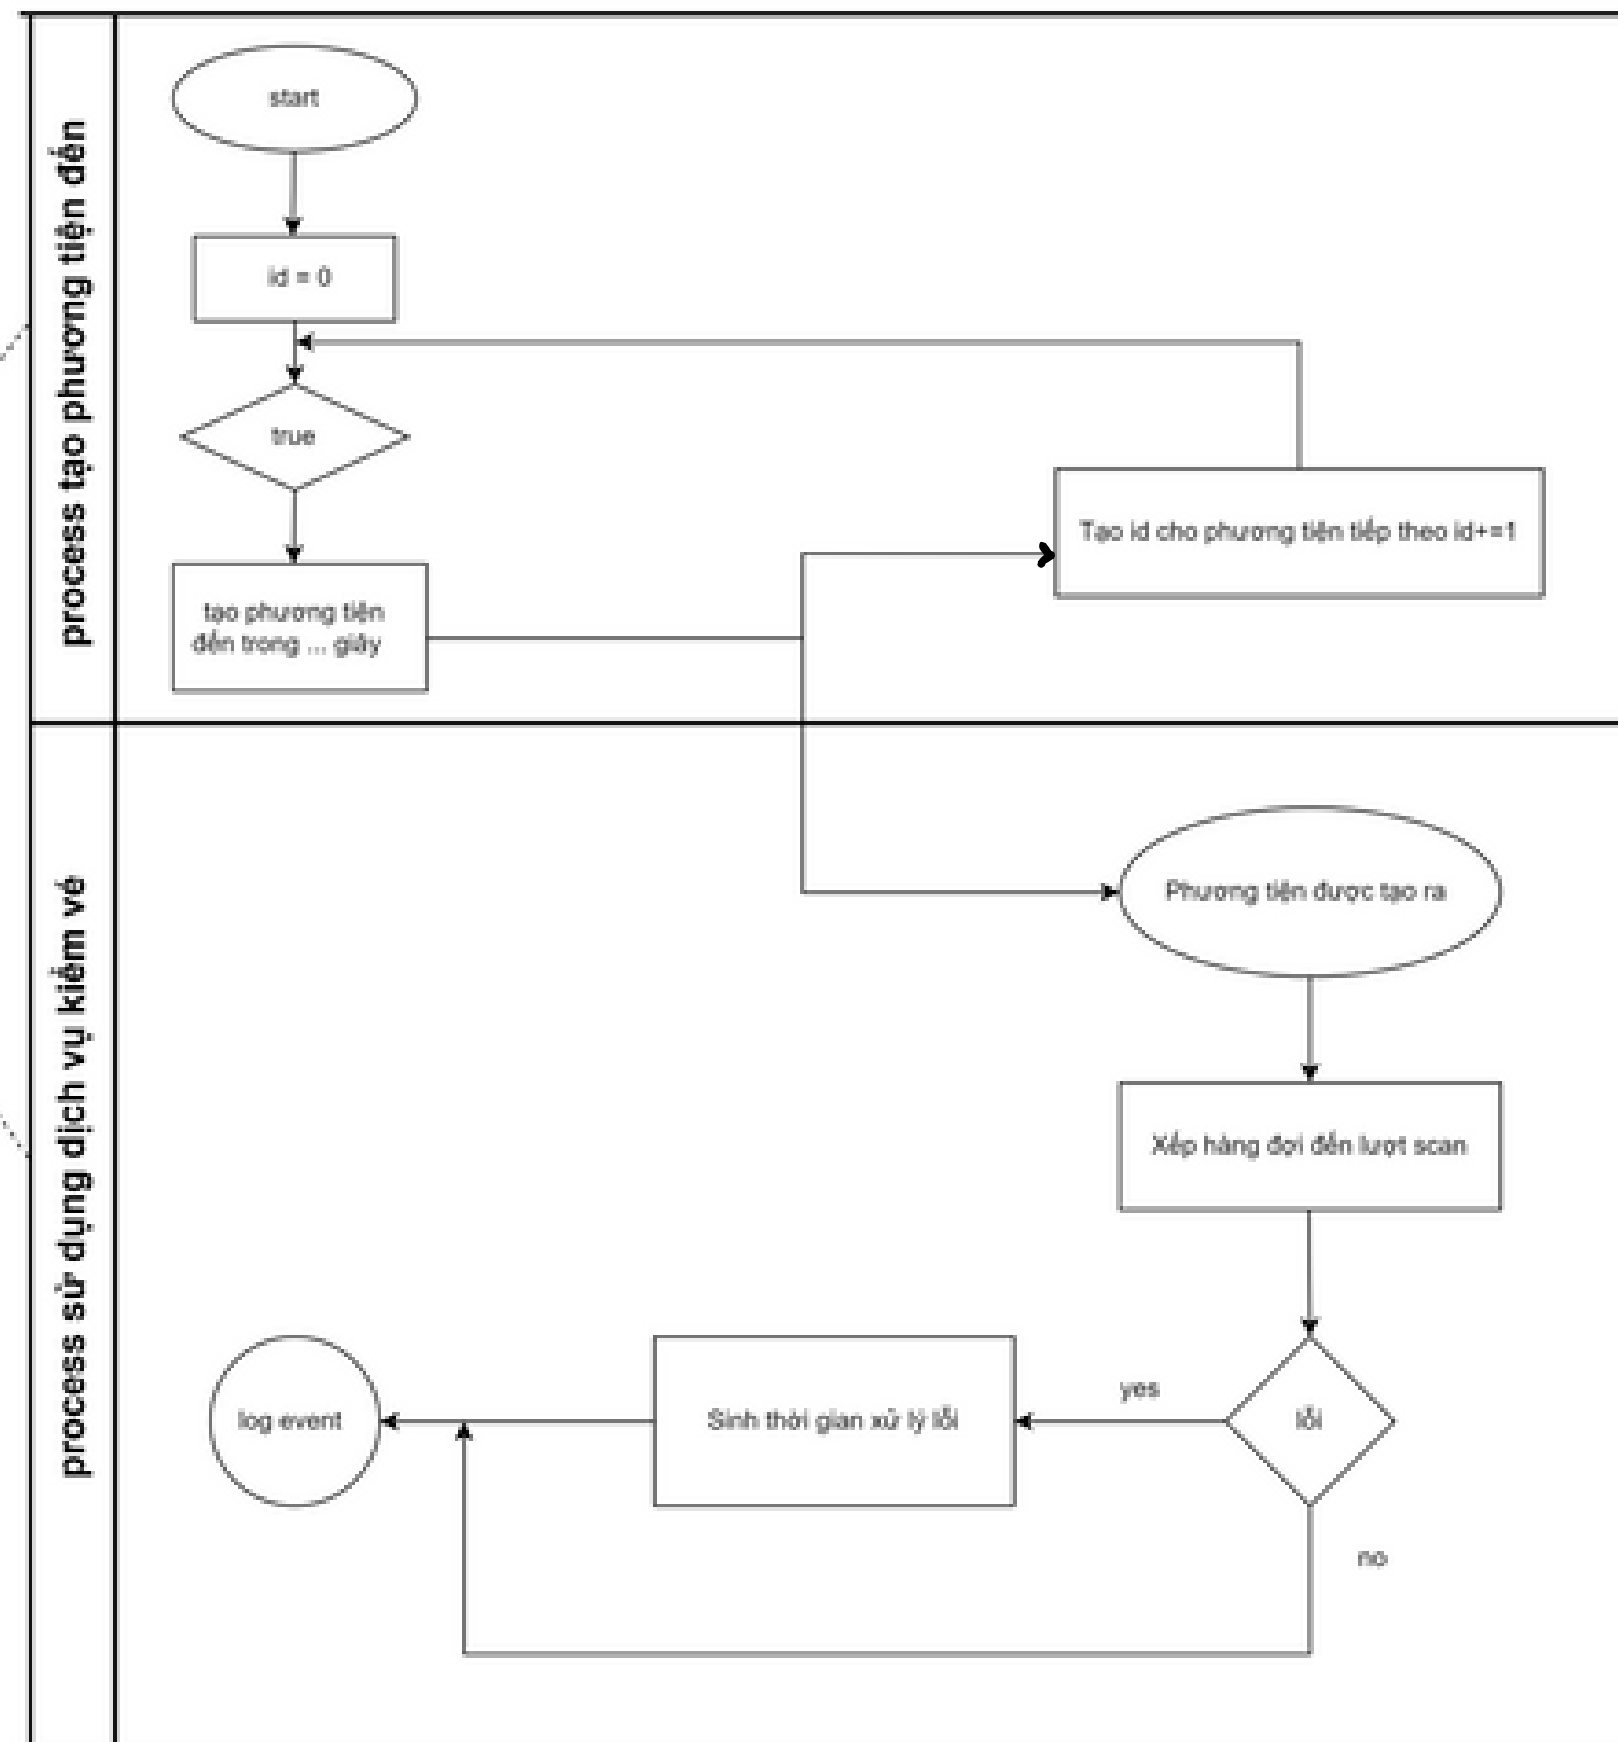 process tạo phương tiện đến
start
id = 0
true
tạo phương tiện
đến trong ... giây
Tạo id cho phương tiện tiếp theo id+=1
process sử dụng dịch vụ kiểm vé
Phương tiện được tạo ra
Xếp hàng đợi đến lượt scan
lỗi
yes
no
Sinh thời gian xử lý lỗi
log event